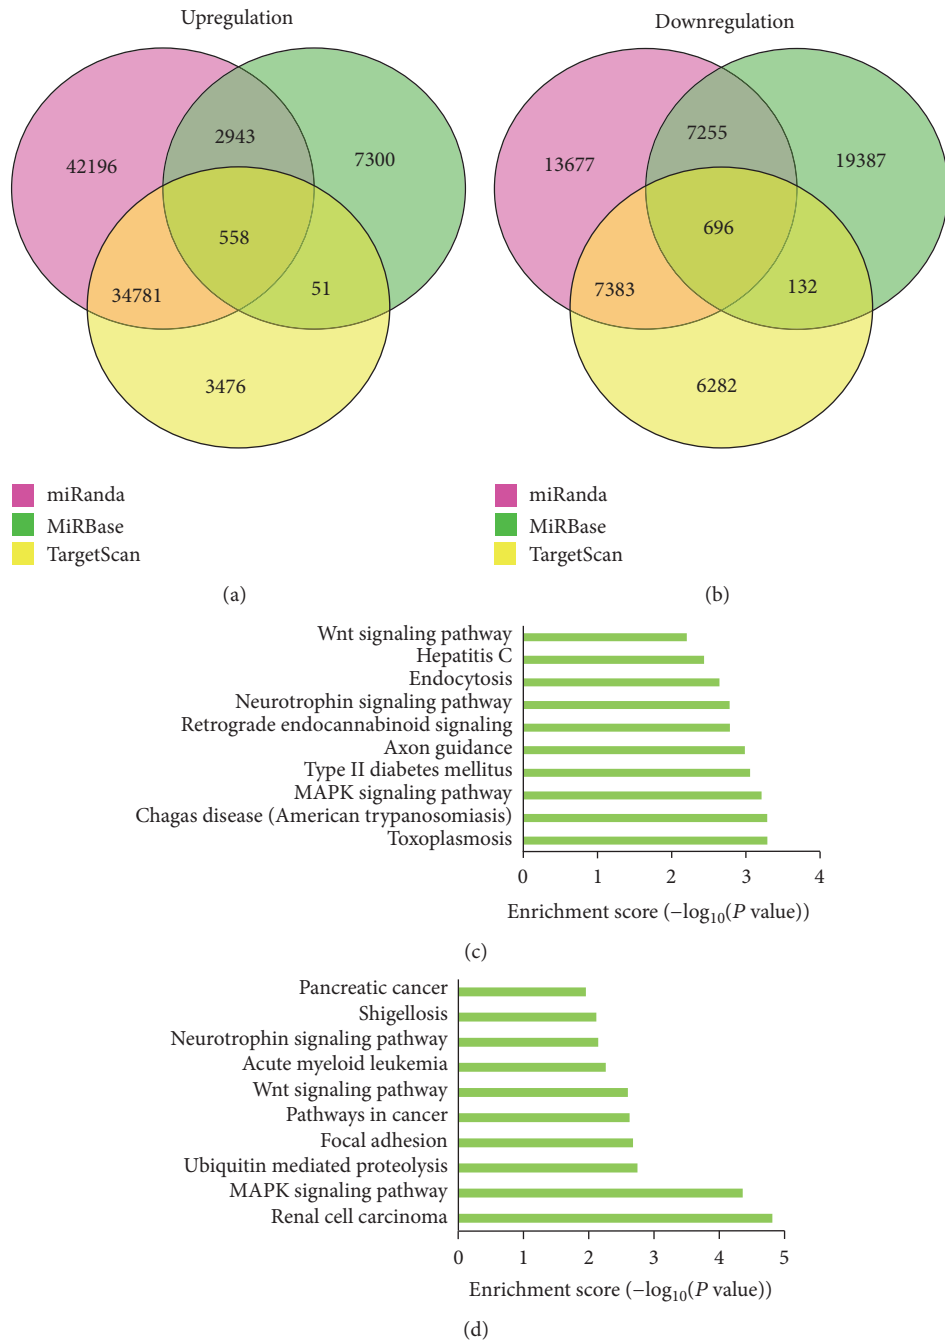 Upregulation
Downregulation
42196
2943
7300
558
34781
51
3476
13677
7255
19387
696
7383
132
6282
miRanda
MiRBase
TargetScan
miRanda
MiRBase
TargetScan
(a)
(b)
Wnt signaling pathway
Hepatitis C
Endocytosis
Neurotrophin signaling pathway
Retrograde endocannabinoid signaling
Axon guidance
Type II diabetes mellitus
MAPK signaling pathway
Chagas disease (American trypanosomiasis)
Toxoplasmosis
0 1 2 3 4
Enrichment score (−log10(P value))
(c)
Pancreatic cancer
Shigellosis
Neurotrophin signaling pathway
Acute myeloid leukemia
Wnt signaling pathway
Pathways in cancer
Focal adhesion
Ubiquitin mediated proteolysis
MAPK signaling pathway
Renal cell carcinoma
0 1 2 3 4 5
Enrichment score (−log10(P value))
(d)